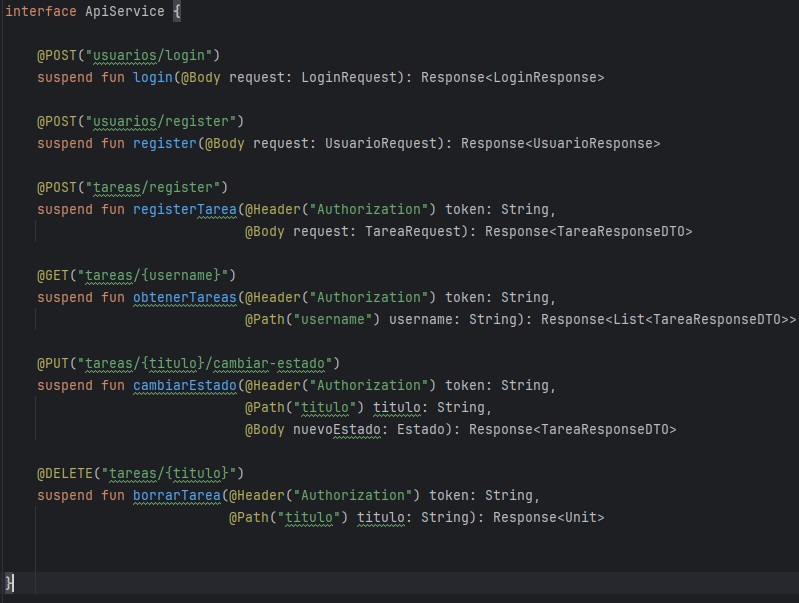 interface ApiService {
@POST("usuarios/login")
suspend fun login(@Body request: LoginRequest): Response<LoginResponse>
@POST("usuarios/register")
suspend fun register(@Body request: UsuarioRequest): Response<UsuarioResponse>
@POST("tareas/register")
suspend fun registerTarea(@Header("Authorization") token: String,
@Body request: TareaRequest): Response<TareaResponseDTO>
@GET("tareas/{username}")
suspend fun obtenerTareas(@Header("Authorization") token: String,
@Path("username") username: String): Response<List<TareaResponseDTO>>
@PUT("tareas/{titulo}/cambiar-estado")
suspend fun cambiarEstado(@Header("Authorization") token: String,
@Path("titulo") titulo: String,
@Body nuevoEstado: Estado): Response<TareaResponseDTO>
@DELETE("tareas/{titulo}")
suspend fun borrarTarea(@Header("Authorization") token: String,
@Path("titulo") titulo: String): Response<Unit>
}